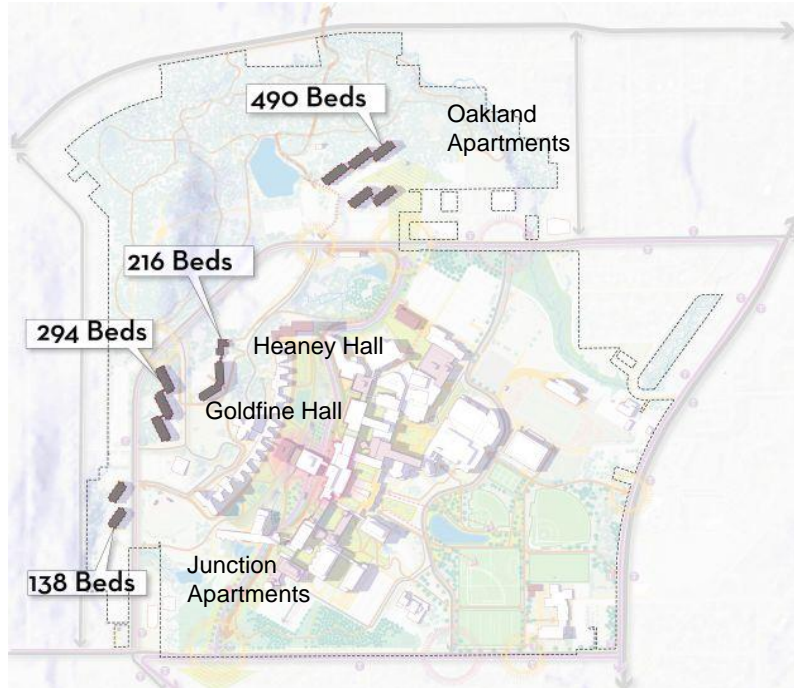 490 Beds
Oakland
Apartments
216 Beds
294 Beds
Heaney Hall
Goldfine Hall
138 Beds
Junction
Apartments